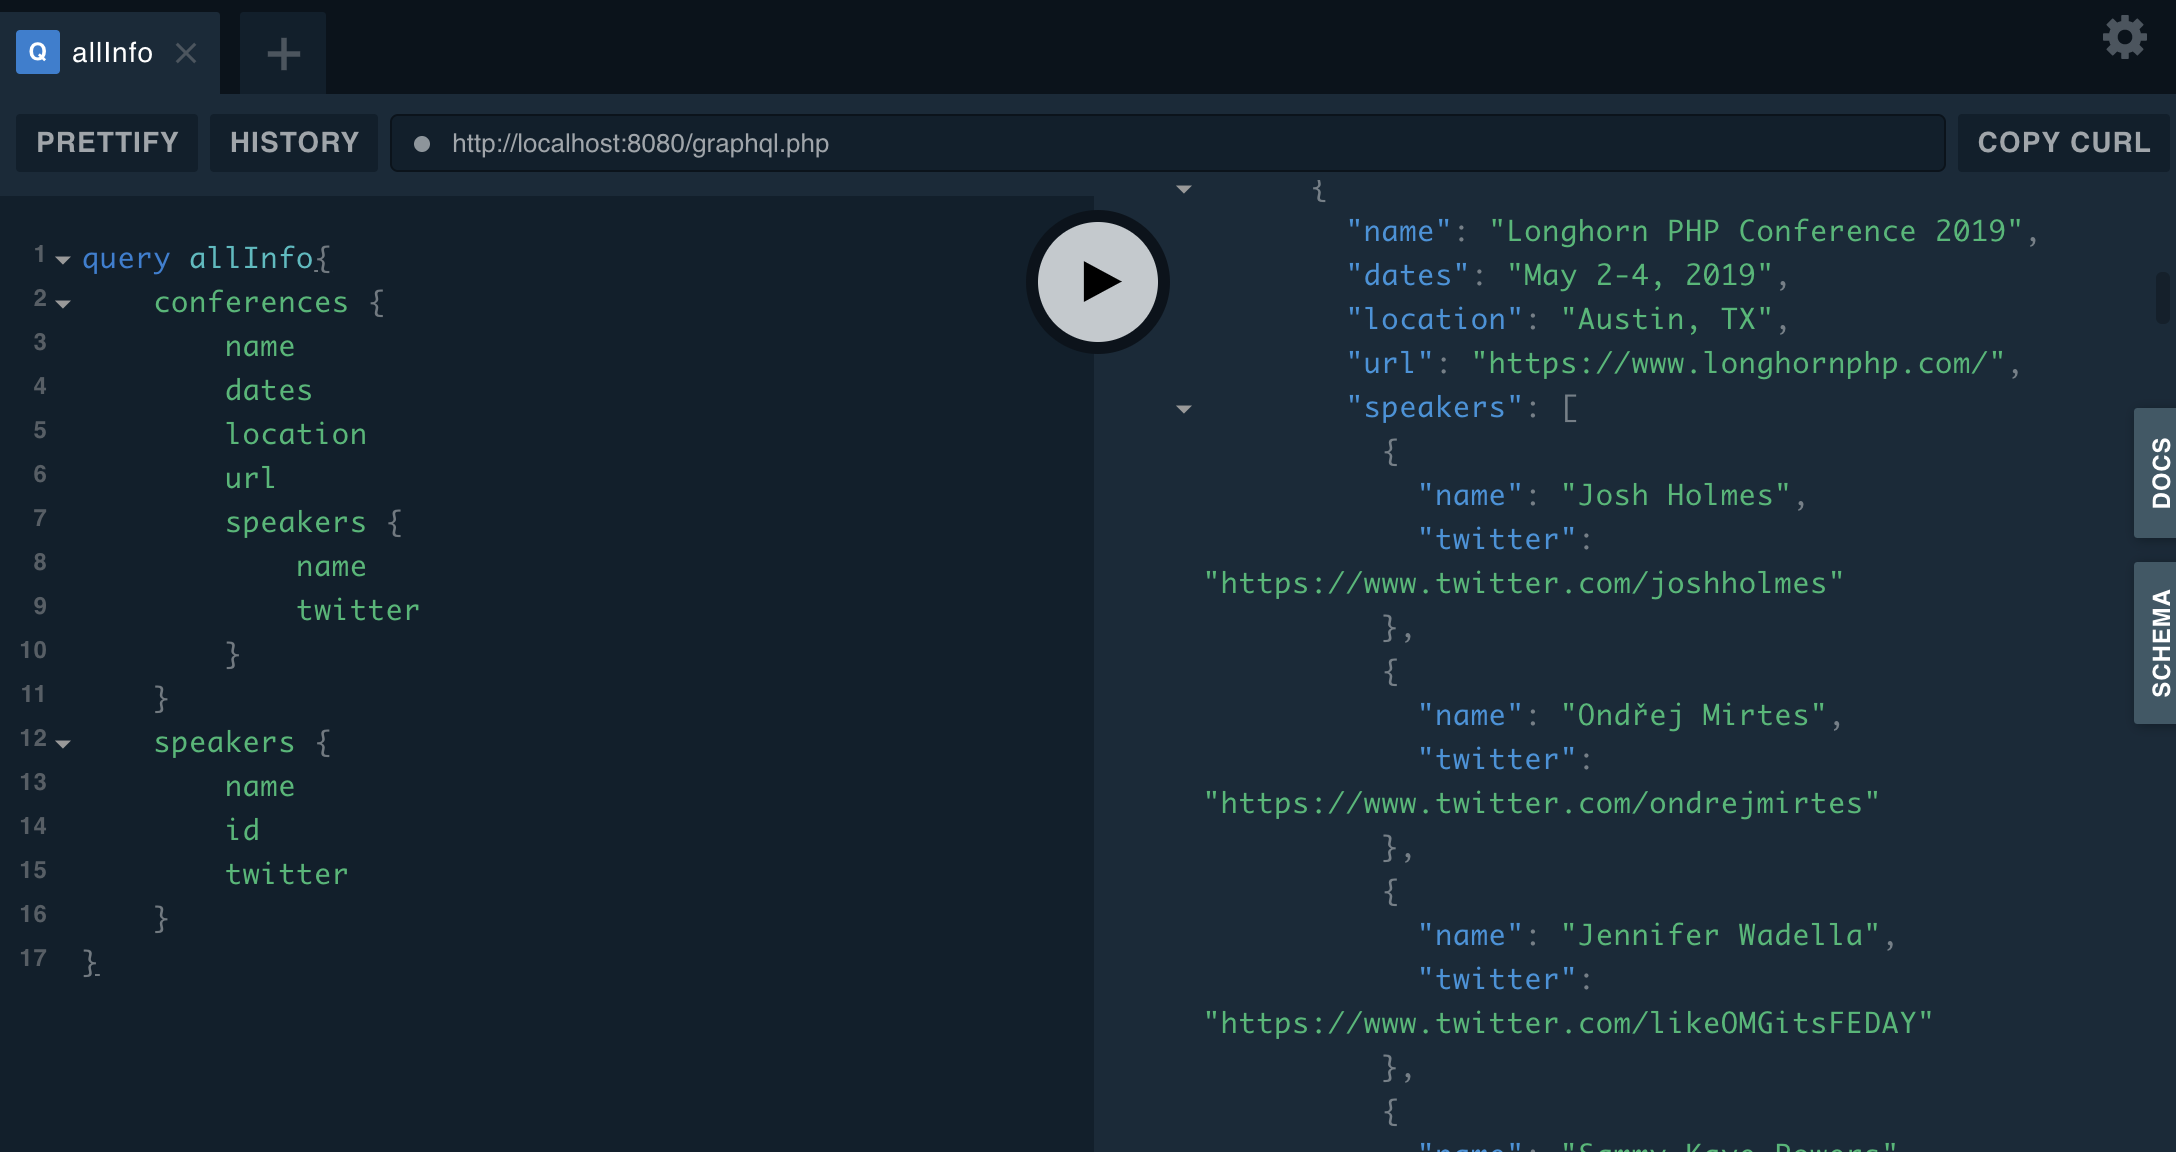 Q allInfo
PRETTIFY HISTORY http://localhost:8080/graphql.php COPY CURL
1 query allInfo{
2 conferences {
3 name
4 dates
5 location
6 url
7 speakers {
8 name
9 twitter
10 }
11 }
12 speakers {
13 name
14 id
15 twitter
16 }
17 }
{
"name": "Longhorn PHP Conference 2019",
"dates": "May 2-4, 2019",
"location": "Austin, TX",
"url": "https://www.longhornphp.com/",
"speakers": [
{
"name": "Josh Holmes",
"twitter":
"https://www.twitter.com/joshholmes"
},
{
"name": "Ondřej Mirtes",
"twitter":
"https://www.twitter.com/ondrejmirtes"
},
{
"name": "Jennifer Wadella",
"twitter":
"https://www.twitter.com/likeOMGitsFEDAY"
},
{
"name": "Sammy Kaye Powers"
DOCS
SCHEMA